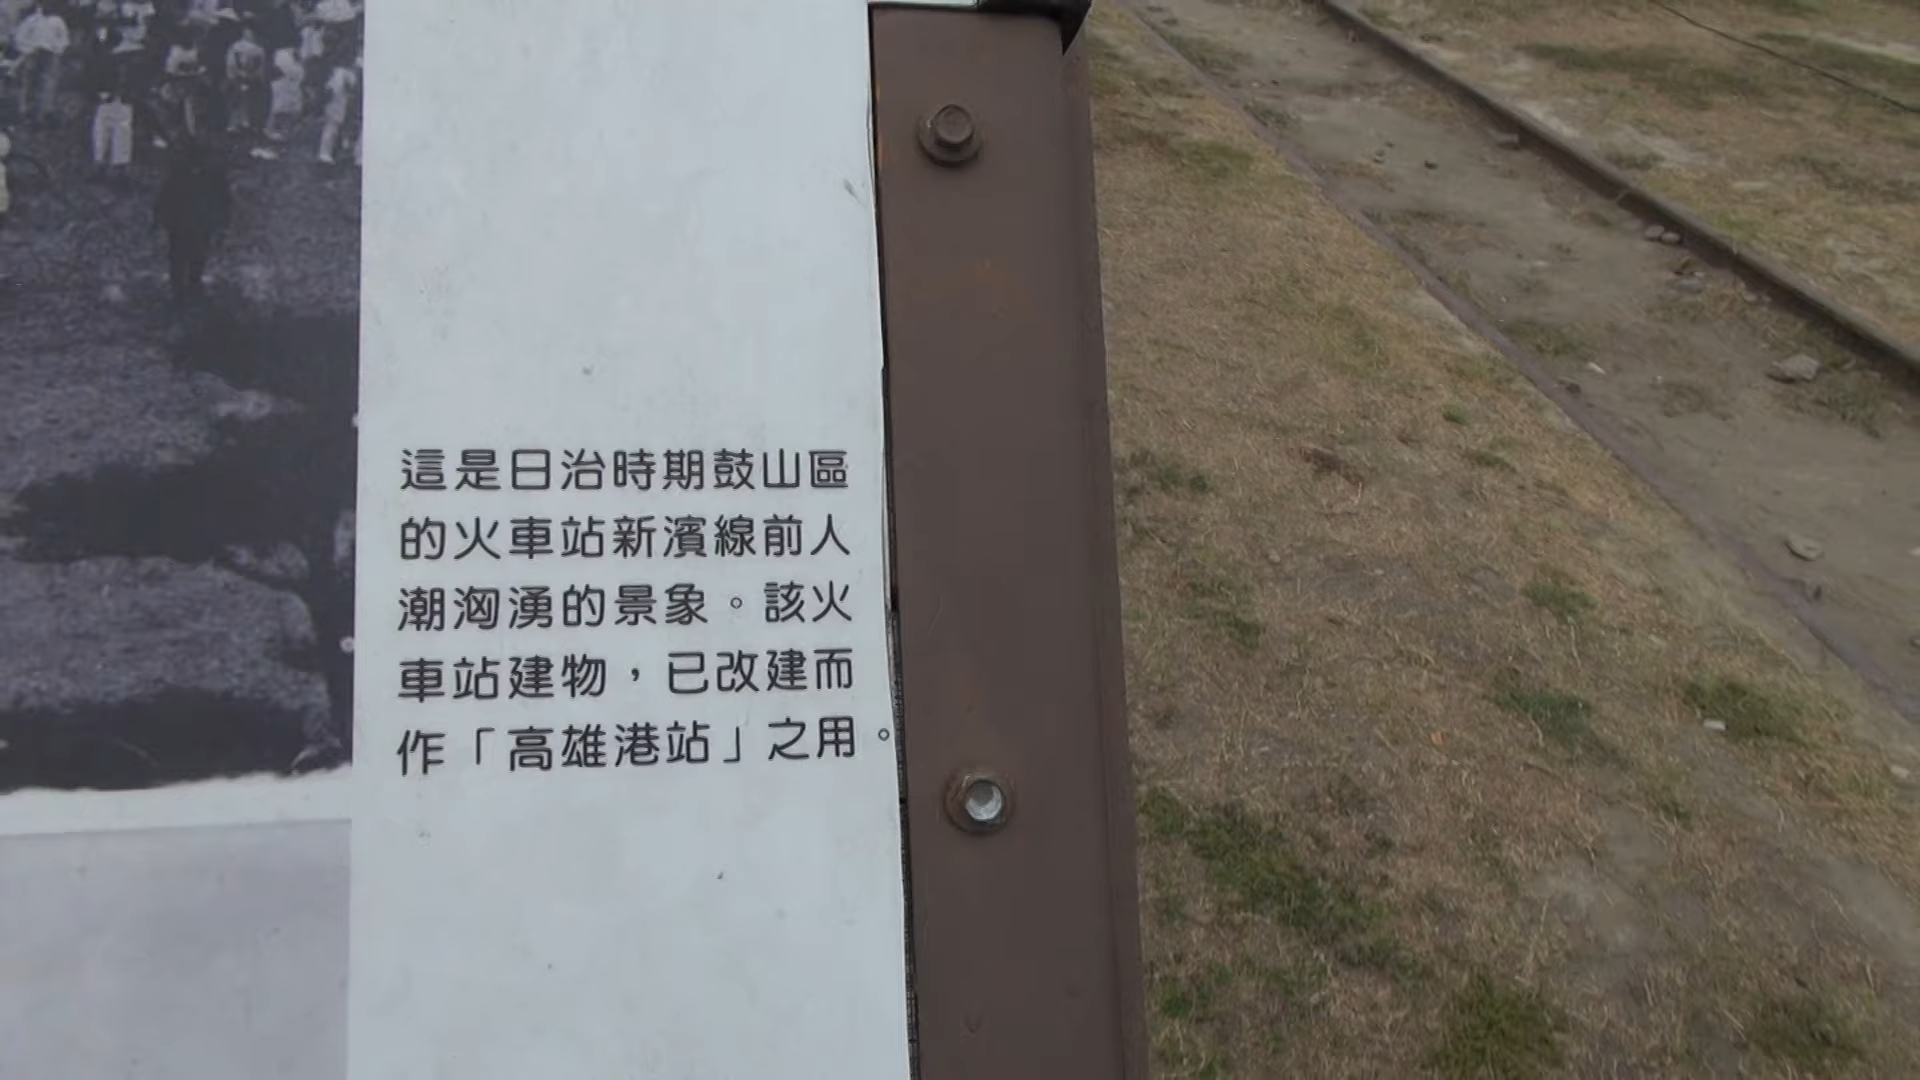 這是日治時期鼓山區
的火車站新濱線前人
潮洶湧的景象。該火
車站建物，已改建而
作「高雄港站」之用。